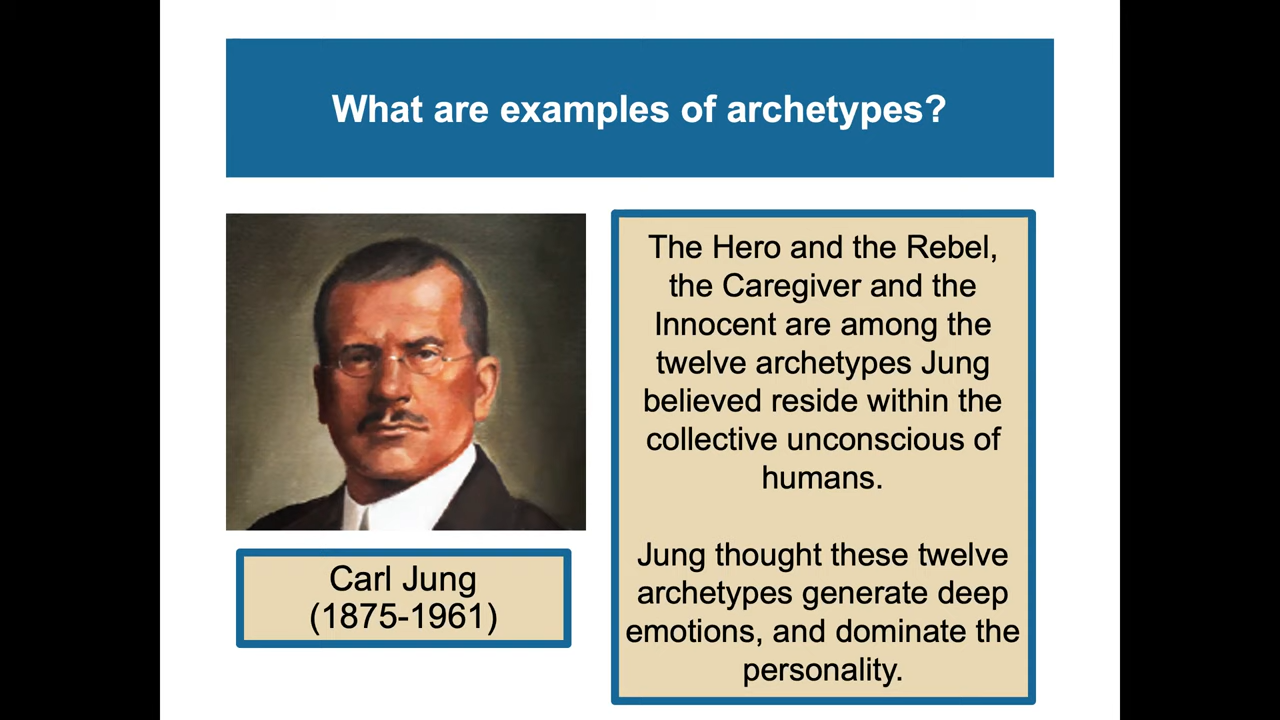 What are examples of archetypes?
The Hero and the Rebel,
the Caregiver and the
Innocent are among the
twelve archetypes Jung
believed reside within the
collective unconscious of
humans.
Jung thought these twelve
archetypes generate deep
emotions, and dominate the
personality.
Carl Jung
(1875-1961)